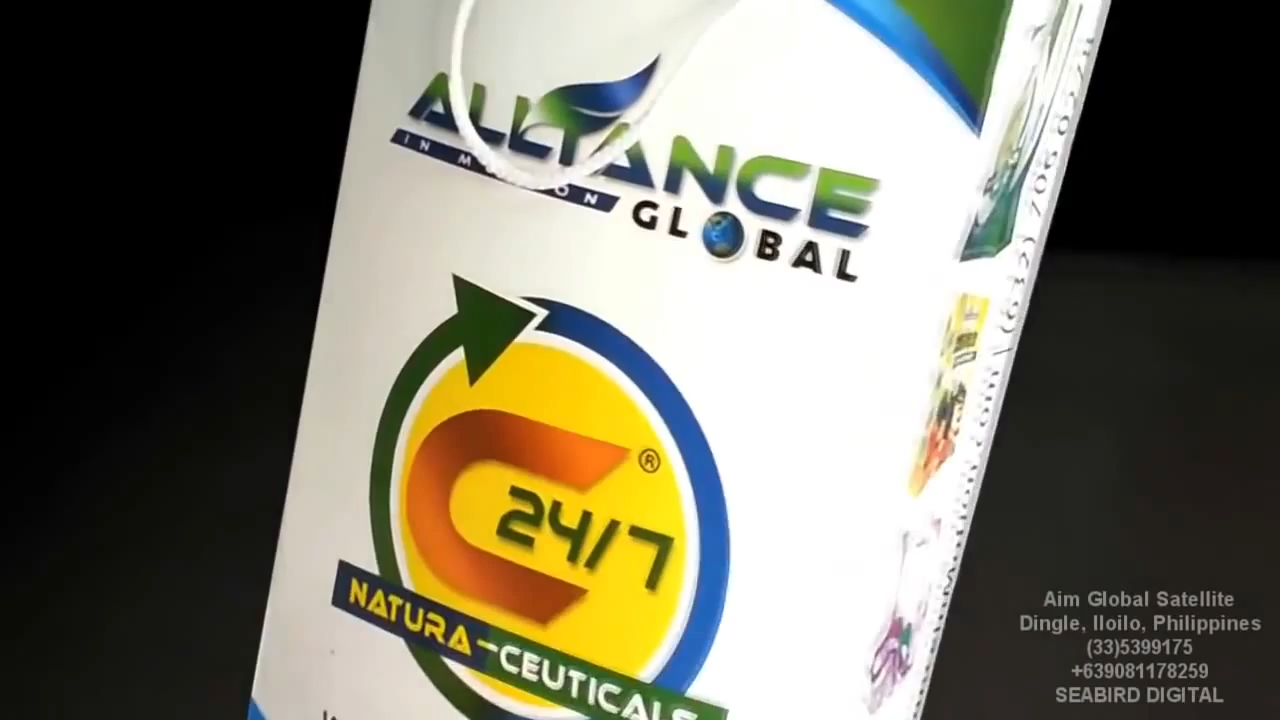 ALLIANCE
IN MOTION
GLOBAL
C 24/7 ®
NATURA-CEUTICALS
Aim Global Satellite
Dingle, Iloilo, Philippines
(33)5399175
+639081178259
SEABIRD DIGITAL